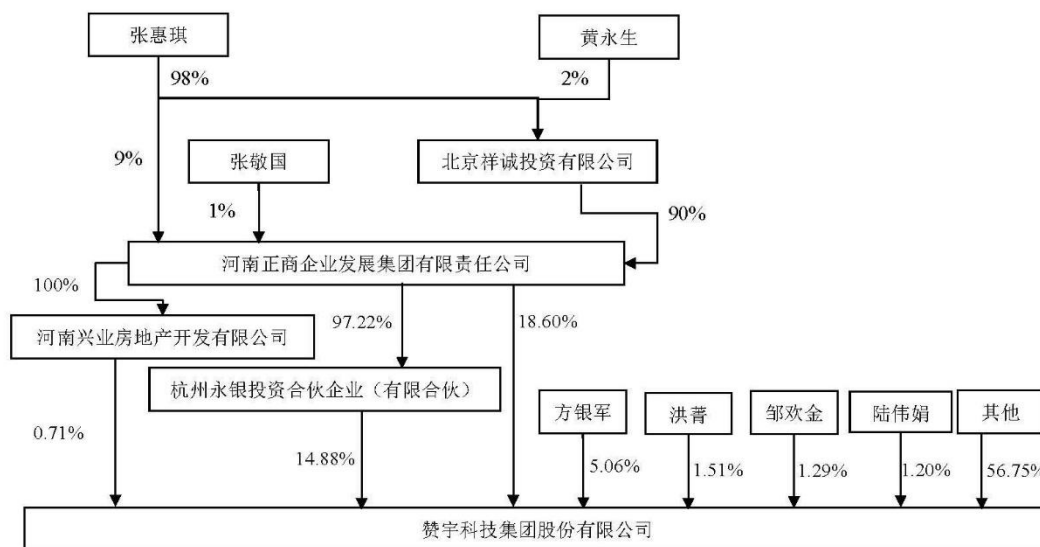 张惠琪
黄永生
98%
2%
9%
张敬国
北京祥诚投资有限公司
1%
90%
河南正商企业发展集团有限责任公司
100%
97.22%
18.60%
河南兴业房地产开发有限公司
杭州永银投资合伙企业（有限合伙）
方银军
洪菁
邹欢金
陆伟娟
其他
0.71%
14.88%
5.06%
1.51%
1.29%
1.20%
56.75%
赞宇科技集团股份有限公司